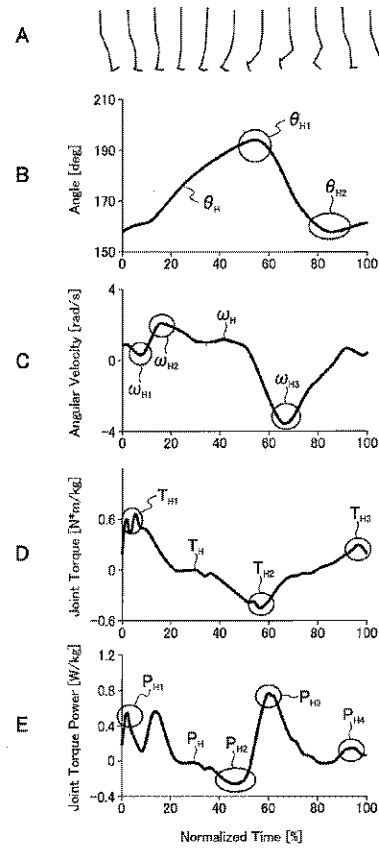 A
B
Angle [deg]
210
190
170
150
0 20 40 60 80 100
θH1
θH
θH2
C
Angular Velocity [rad/s]
4
0
-4
0 20 40 60 80 100
ωH1
ωH2
ωH
ωH3
D
Joint Torque [N*m/kg]
0.6
0
-0.6
0 20 40 60 80 100
TH1
TH
TH2
TH3
E
Joint Torque Power [W/kg]
1.2
0.8
0.4
0
-0.4
0 20 40 60 80 100
PH1
PH
PH2
PH3
PH4
Normalized Time [%]